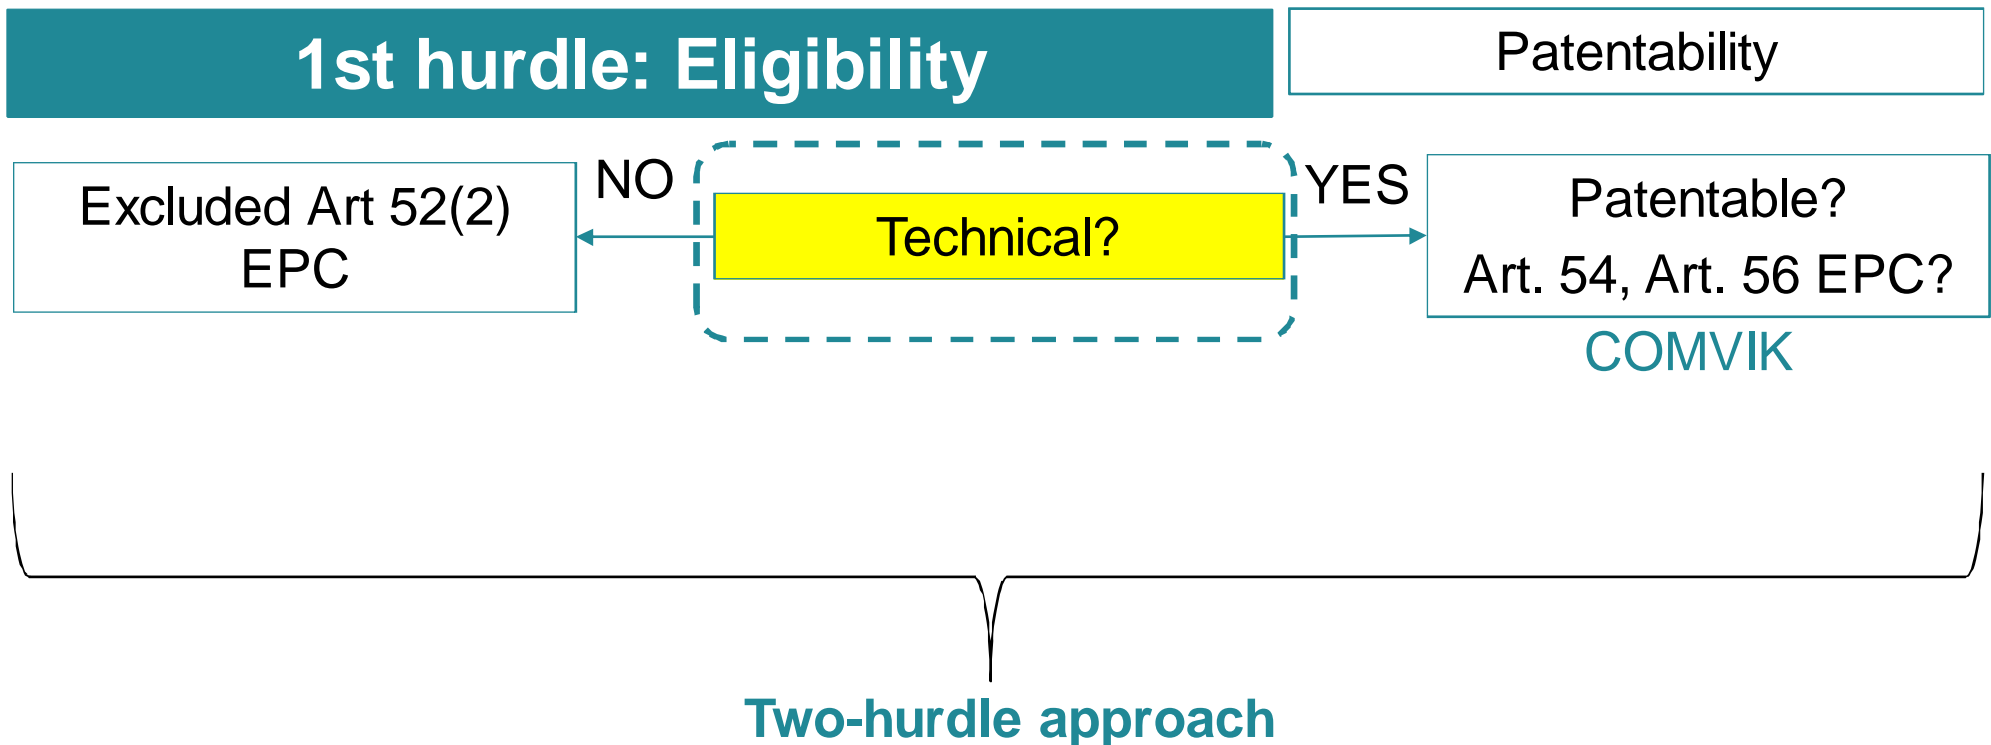 1st hurdle: Eligibility
Patentability
Excluded Art 52(2)
EPC
NO
Technical?
YES
Patentable?
Art. 54, Art. 56 EPC?
COMVIK
Two-hurdle approach